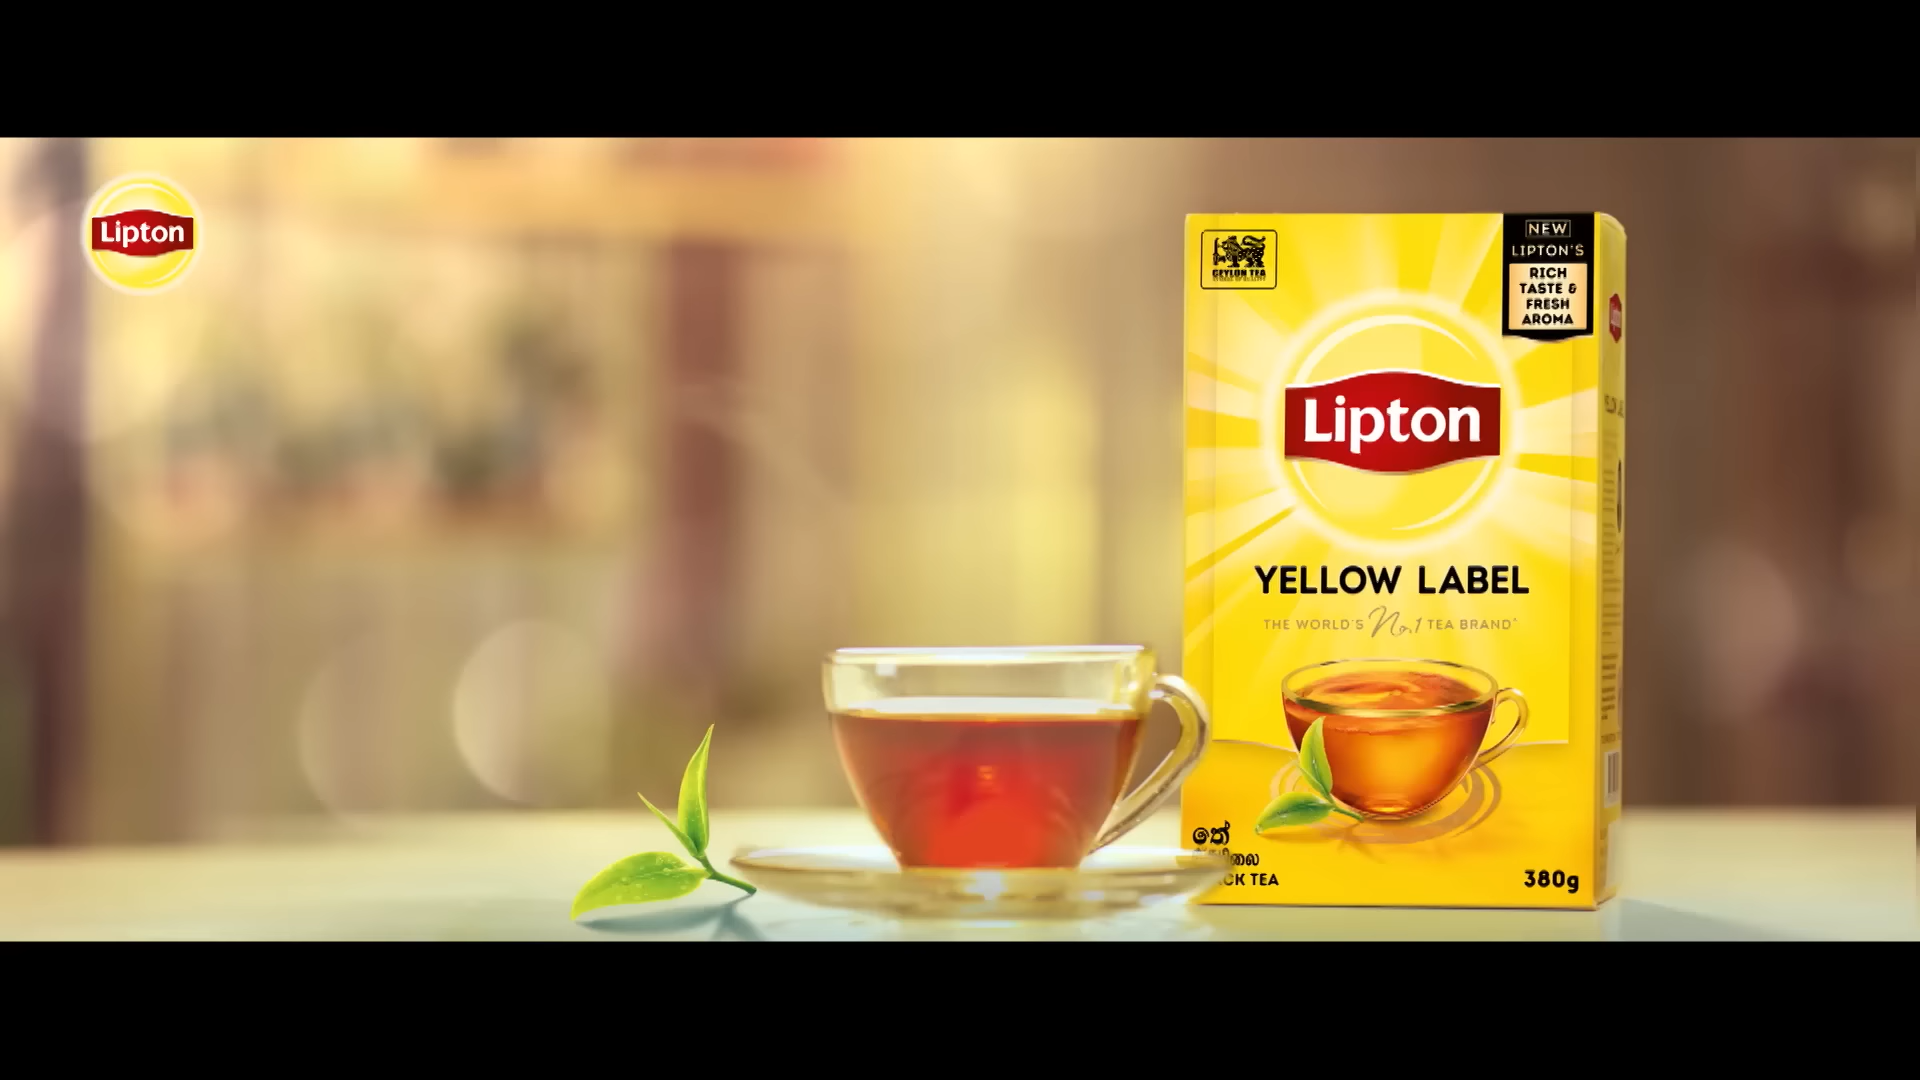 Lipton
CEYLON TEA
NEW
LIPTON'S
RICH
TASTE &
FRESH
AROMA
Lipton
YELLOW LABEL
THE WORLD'S No.1 TEA BRAND*
තේ
TEA
380g